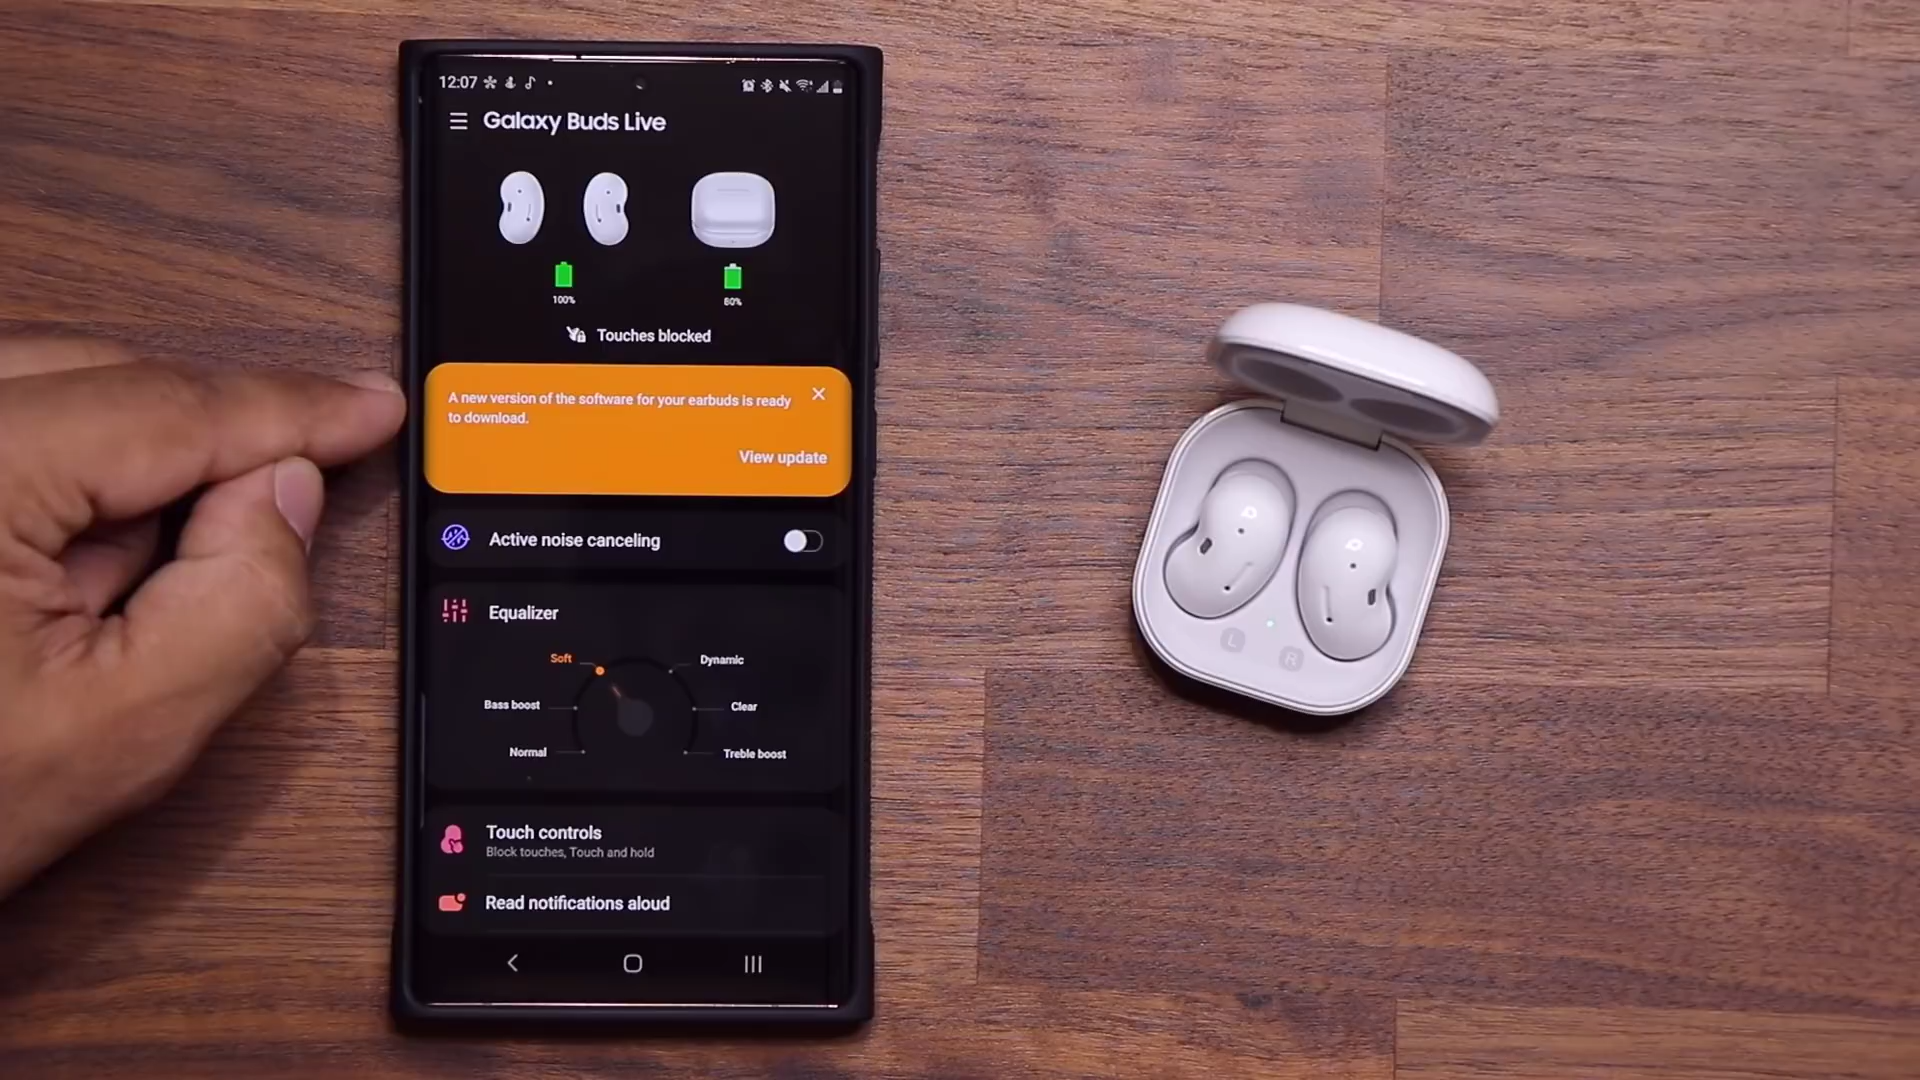 12:07
Galaxy Buds Live
100%
80%
Touches blocked
A new version of the software for your earbuds is ready
to download.
View update
Active noise canceling
Equalizer
Soft
Dynamic
Bass boost
Clear
Normal
Treble boost
Touch controls
Block touches, Touch and hold
Read notifications aloud
L
R